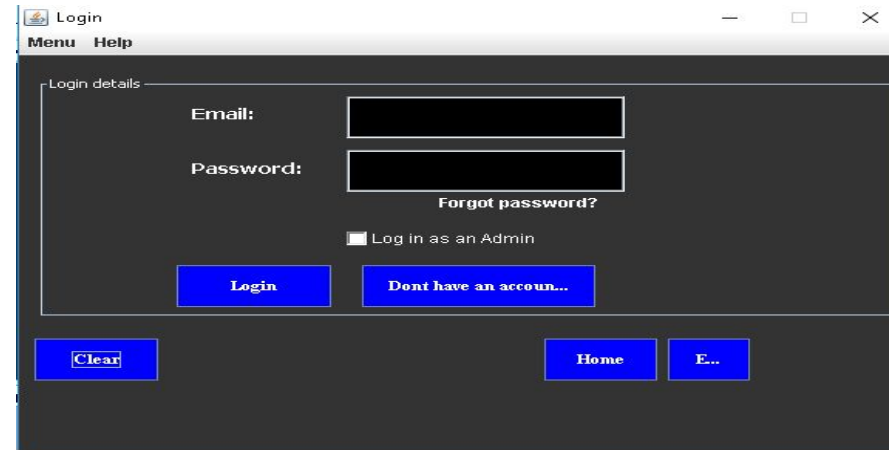 Login
Menu Help
Login details
Email:
Password:
Forgot password?
Log in as an Admin
Login Dont have an accoun...
Clear Home E...